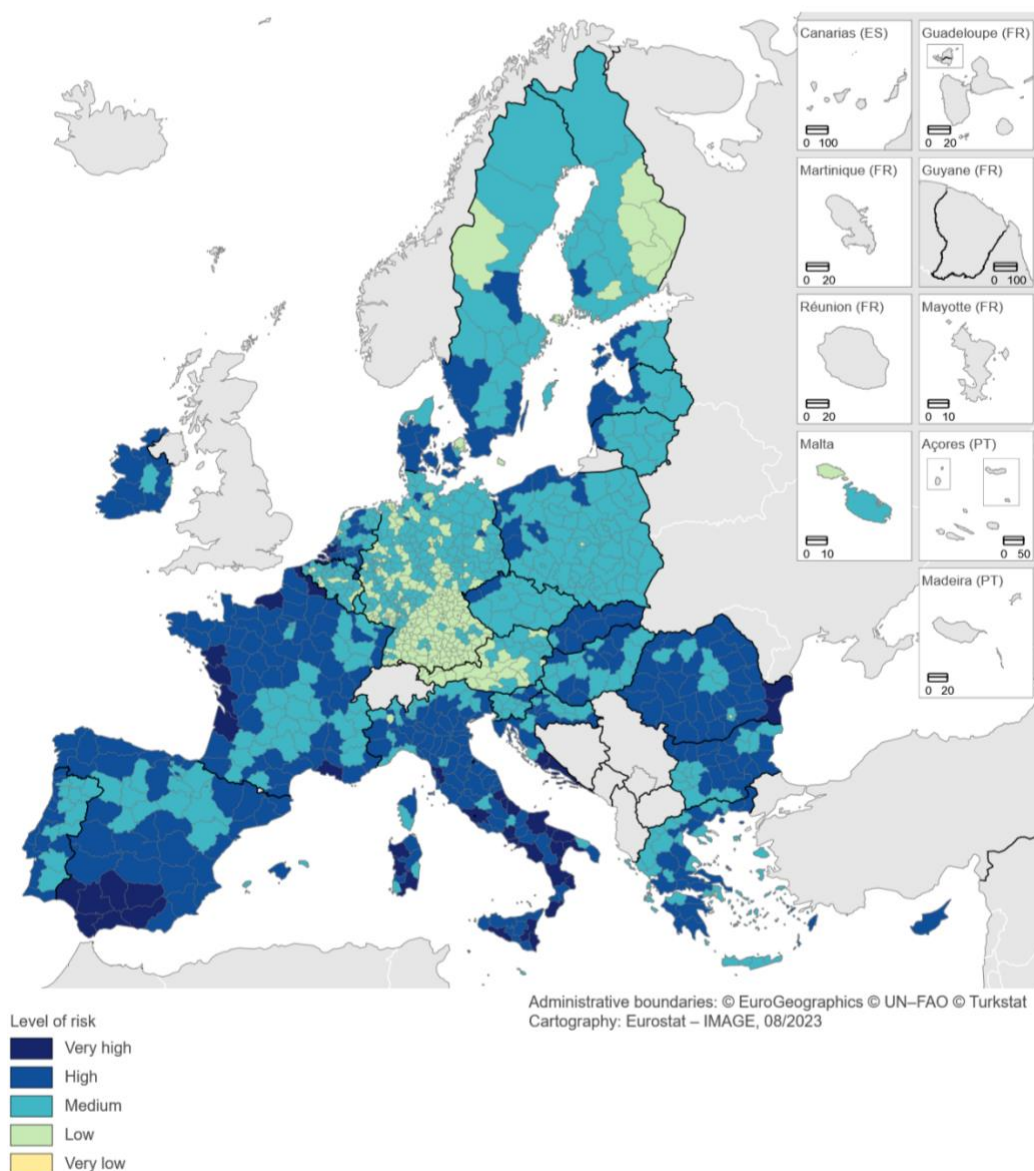 Canarias (ES)
0 100
Guadeloupe (FR)
0 20
Martinique (FR)
0 20
Guyane (FR)
0 100
Réunion (FR)
0 20
Mayotte (FR)
0 10
Malta
0 10
Açores (PT)
0 50
Madeira (PT)
0 20
Administrative boundaries: © EuroGeographics © UN–FAO © Turkstat
Cartography: Eurostat – IMAGE, 08/2023
Level of risk
Very high
High
Medium
Low
Very low